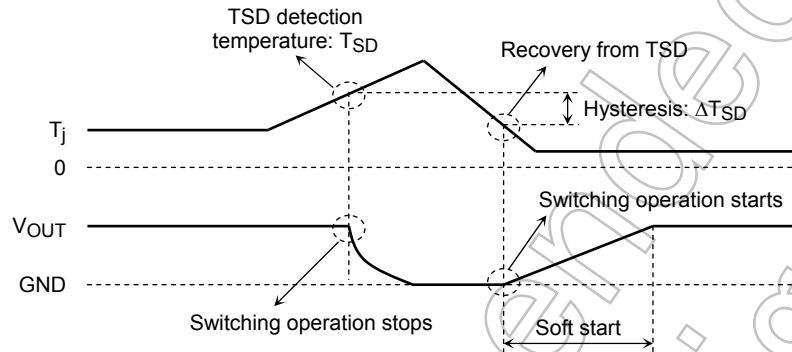 TSD detection
temperature: TSD
Recovery from TSD
Hysteresis: ΔTSD
Tj
0
Switching operation starts
VOUT
GND
Switching operation stops
Soft start